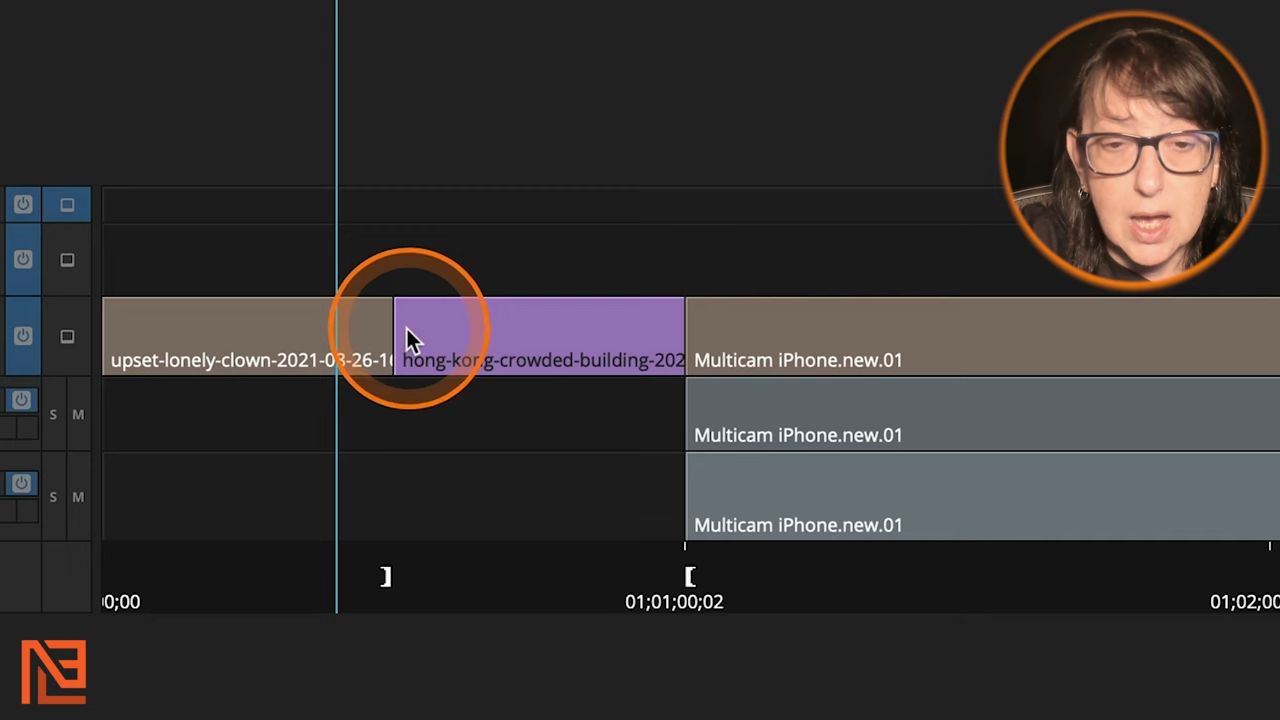 upset-lonely-clown-2021-03-26-1
hong-kong-crowded-building-202
Multicam iPhone.new.01
S M
Multicam iPhone.new.01
S M
Multicam iPhone.new.01
] [
0;00
01;01;00;02
01;02;00